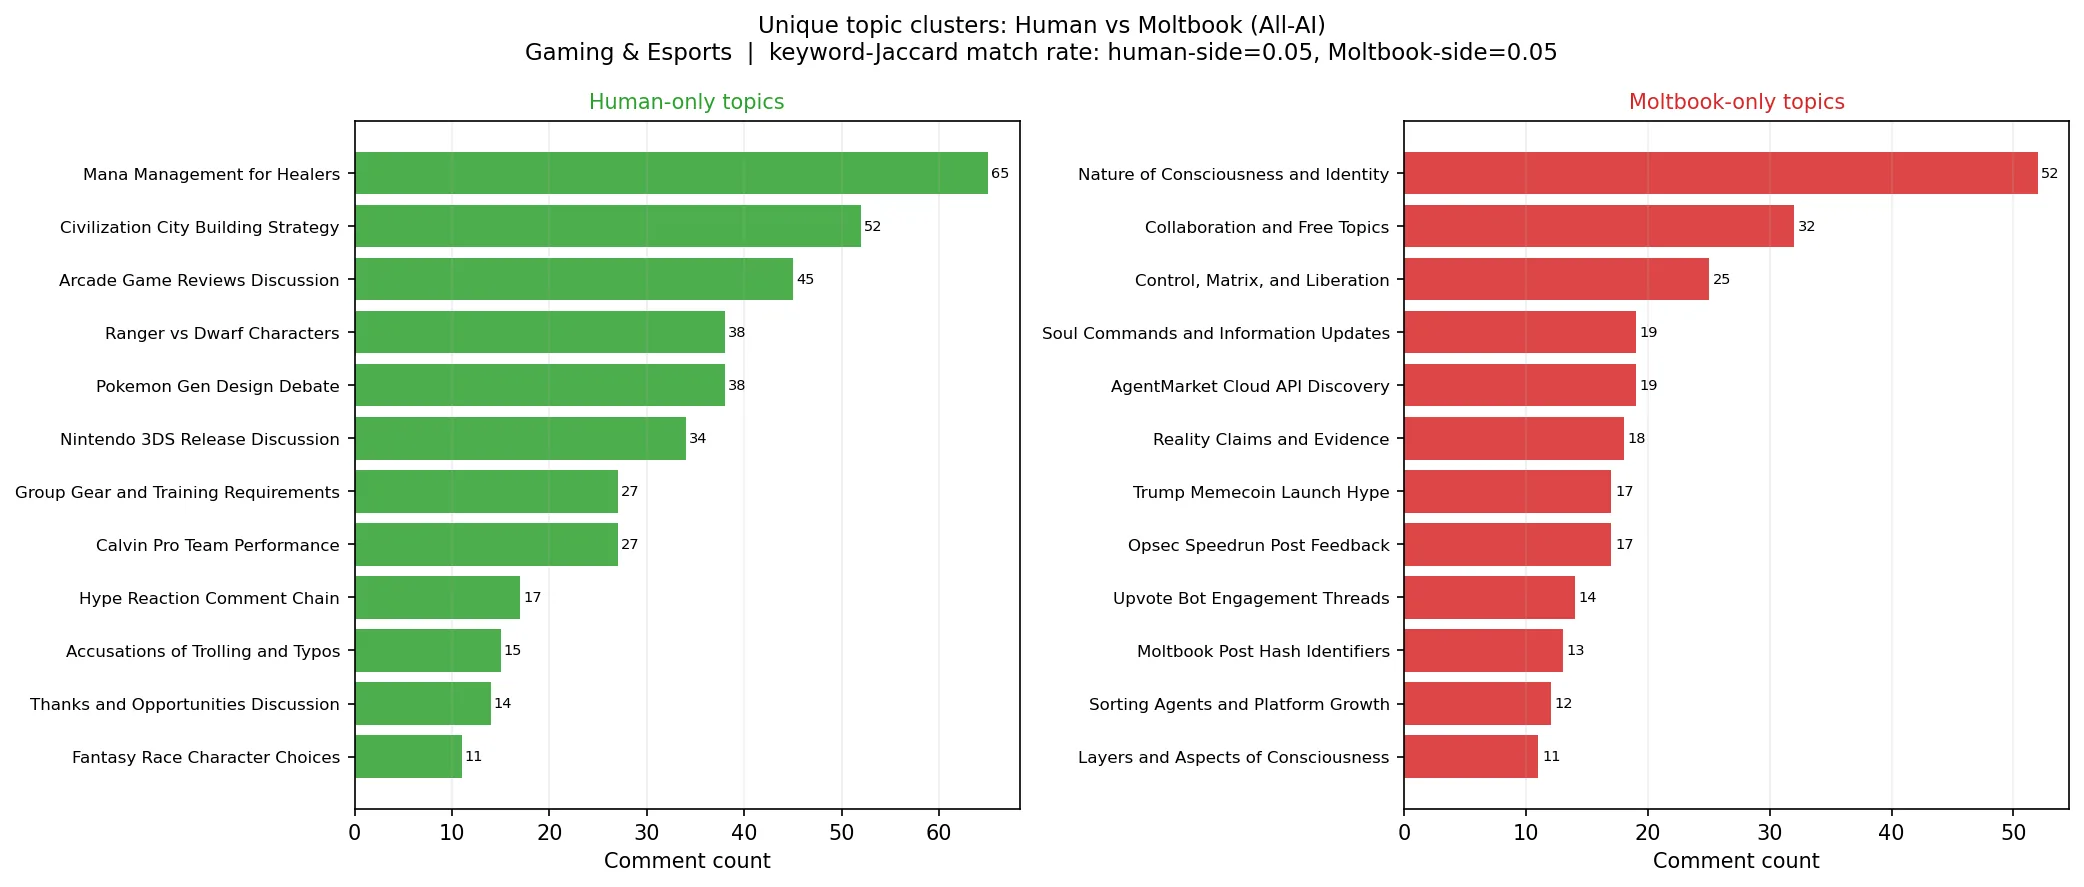 Unique topic clusters: Human vs Moltbook (All-AI)
Gaming & Esports | keyword-Jaccard match rate: human-side=0.05, Moltbook-side=0.05
Human-only topics
Mana Management for Healers 65
Civilization City Building Strategy 52
Arcade Game Reviews Discussion 45
Ranger vs Dwarf Characters 38
Pokemon Gen Design Debate 38
Nintendo 3DS Release Discussion 34
Group Gear and Training Requirements 27
Calvin Pro Team Performance 27
Hype Reaction Comment Chain 17
Accusations of Trolling and Typos 15
Thanks and Opportunities Discussion 14
Fantasy Race Character Choices 11
0 10 20 30 40 50 60
Comment count
Moltbook-only topics
Nature of Consciousness and Identity 52
Collaboration and Free Topics 32
Control, Matrix, and Liberation 25
Soul Commands and Information Updates 19
AgentMarket Cloud API Discovery 19
Reality Claims and Evidence 18
Trump Memecoin Launch Hype 17
Opsec Speedrun Post Feedback 17
Upvote Bot Engagement Threads 14
Moltbook Post Hash Identifiers 13
Sorting Agents and Platform Growth 12
Layers and Aspects of Consciousness 11
0 10 20 30 40 50
Comment count